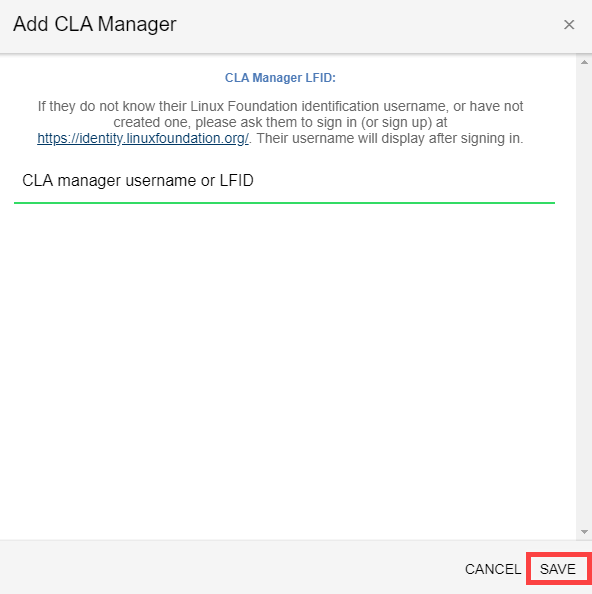 Add CLA Manager
×
CLA Manager LFID:
If they do not know their Linux Foundation identification username, or have not
created one, please ask them to sign in (or sign up) at
https://identity.linuxfoundation.org/. Their username will display after signing in.
CLA manager username or LFID
CANCEL SAVE